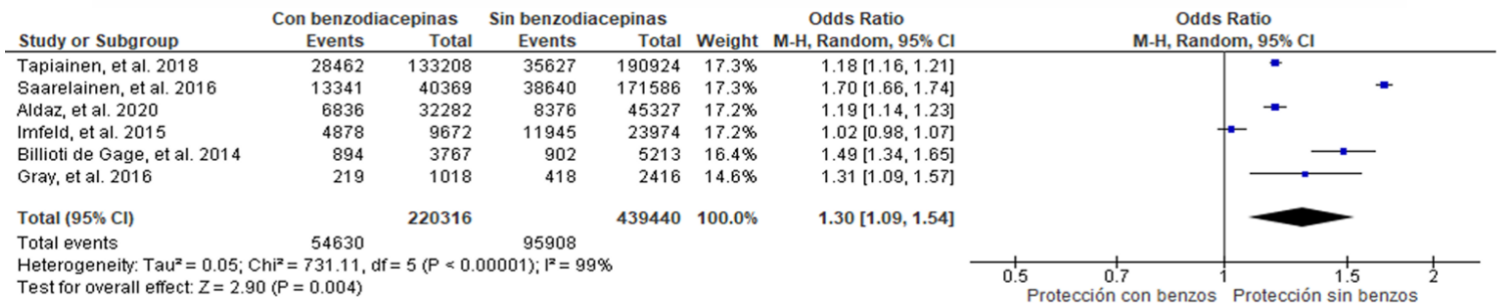 Con benzodiacepinas Sin benzodiacepinas Odds Ratio Odds Ratio
Study or Subgroup Events Total Events Total Weight M-H, Random, 95% CI M-H, Random, 95% CI
Tapiainen, et al. 2018 28462 133208 35627 190924 17.3% 1.18 [1.16, 1.21]
Saarelainen, et al. 2016 13341 40369 38640 171586 17.3% 1.70 [1.66, 1.74]
Aldaz, et al. 2020 6836 32282 8376 45327 17.2% 1.19 [1.14, 1.23]
Imfeld, et al. 2015 4878 9672 11945 23974 17.2% 1.02 [0.98, 1.07]
Billioti de Gage, et al. 2014 894 3767 902 5213 16.4% 1.49 [1.34, 1.65]
Gray, et al. 2016 219 1018 418 2416 14.6% 1.31 [1.09, 1.57]
Total (95% CI) 220316 439440 100.0% 1.30 [1.09, 1.54]
Total events 54630 95908
Heterogeneity: Tau² = 0.05; Chi² = 731.11, df = 5 (P < 0.00001); I² = 99%
Test for overall effect: Z = 2.90 (P = 0.004)
0.5 0.7 1 1.5 2
Protección con benzos Protección sin benzos